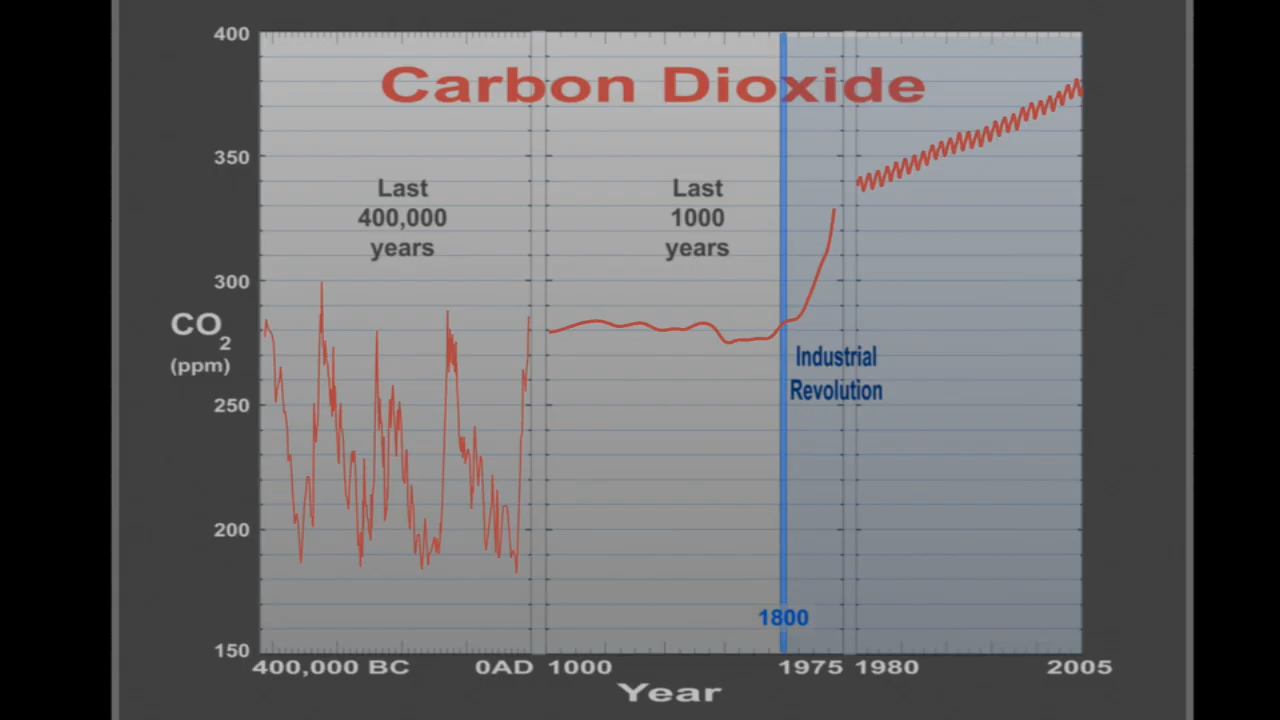 400
Carbon Dioxide
350
Last
400,000
years
Last
1000
years
300
CO2
(ppm)
Industrial
Revolution
250
200
1800
150
400,000 BC 0AD 1000 1975 1980 2005
Year